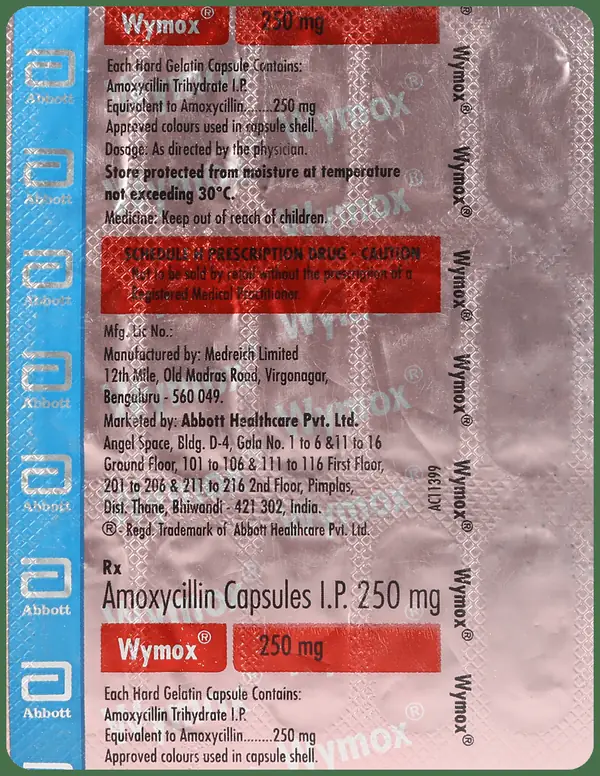 Wymox® 250 mg
Each Hard Gelatin Capsule Contains:
Amoxycillin Trihydrate I.P.
Equivalent to Amoxycillin........250 mg
Approved colours used in capsule shell.
Dosage: As directed by the physician.
Store protected from moisture at temperature
not exceeding 30°C.
Medicine: Keep out of reach of children.
SCHEDULE H PRESCRIPTION DRUG - CAUTION
Not to be sold by retail without the prescription of a
Registered Medical Practitioner.
Mfg. Lic No.:
Manufactured by: Medreich Limited
12th Mile, Old Madras Road, Virgonagar,
Bengaluru - 560 049.
Marketed by: Abbott Healthcare Pvt. Ltd.
Angel Space, Bldg. D-4, Gala No. 1 to 6 &11 to 16
Ground Floor, 101 to 106 & 111 to 116 First Floor,
201 to 206 & 211 to 216 2nd Floor, Pimplas,
Dist. Thane, Bhiwandi - 421 302, India.
® - Regd. Trademark of Abbott Healthcare Pvt. Ltd.
Rx
Amoxycillin Capsules I.P. 250 mg
Wymox® 250 mg
Each Hard Gelatin Capsule Contains:
Amoxycillin Trihydrate I.P.
Equivalent to Amoxycillin........250 mg
Approved colours used in capsule shell.
Abbott
Abbott
Abbott
Abbott
Abbott
Abbott
Abbott
AC11399
Wymox®
Wymox®
Wymox®
Wymox®
Wymox®
Wymox®
Wymox®
Wymox®
Wymox®
Wymox®
Wymox®
Wymox®
Wymox®
Wymox®